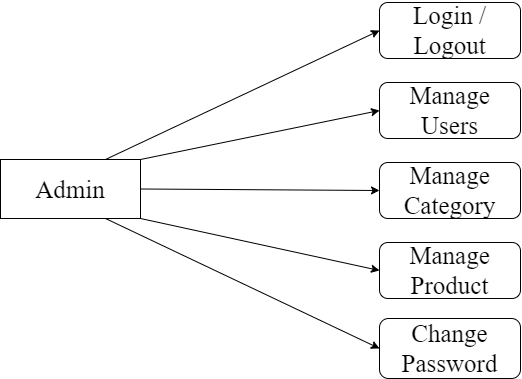 Login /
Logout
Manage
Users
Admin
Manage
Category
Manage
Product
Change
Password